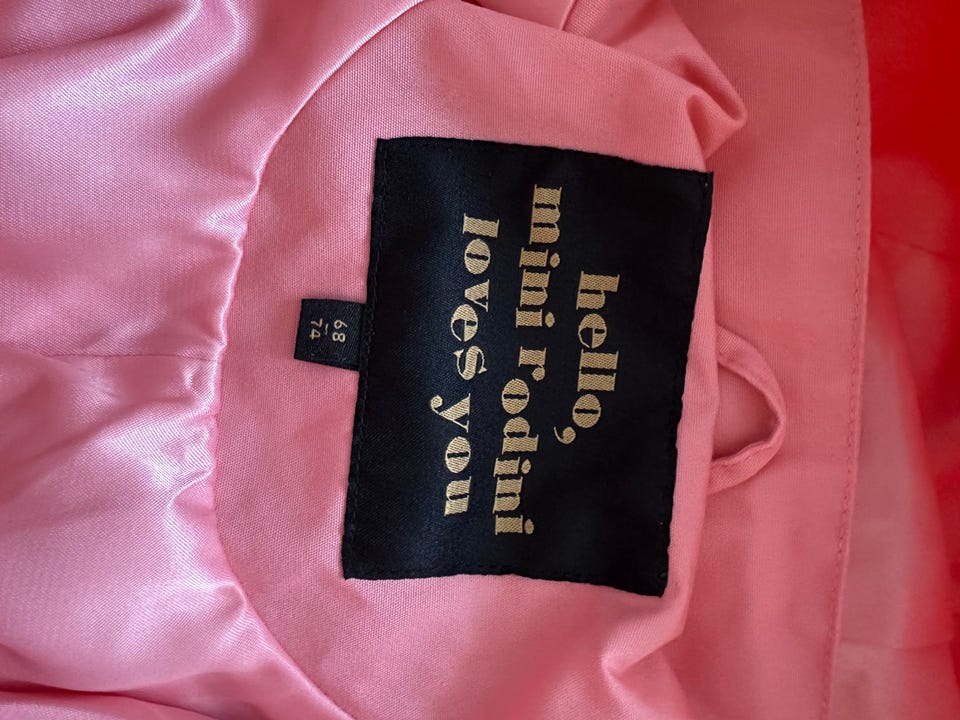 hello,
mini rodini
loves you
68
–
74